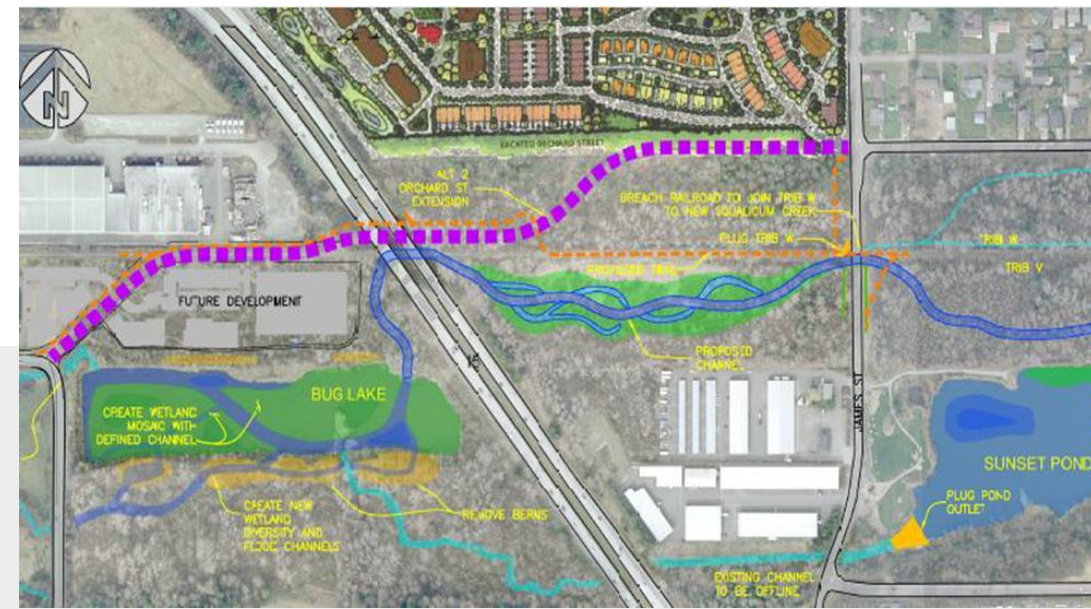 N
VACATED ORCHARD STREET
ALT 2
ORCHARD ST
EXTENSION
BREACH RAILROAD TO JOIN TRIB W
TO NEW SQUALICUM CREEK
PLUG TRIB W
TRIB W
PROPOSED TRAIL
TRIB V
FUTURE DEVELOPMENT
PROPOSED
CHANNEL
JAMES ST
BUG LAKE
CREATE WETLAND
MOSAIC WITH
DEFINED CHANNEL
SUNSET POND
PLUG POND
OUTLET
CREATE NEW
WETLAND
DIVERSITY AND
FLOOD CHANNELS
REMOVE BERMS
EXISTING CHANNEL
TO BE OFFLINE